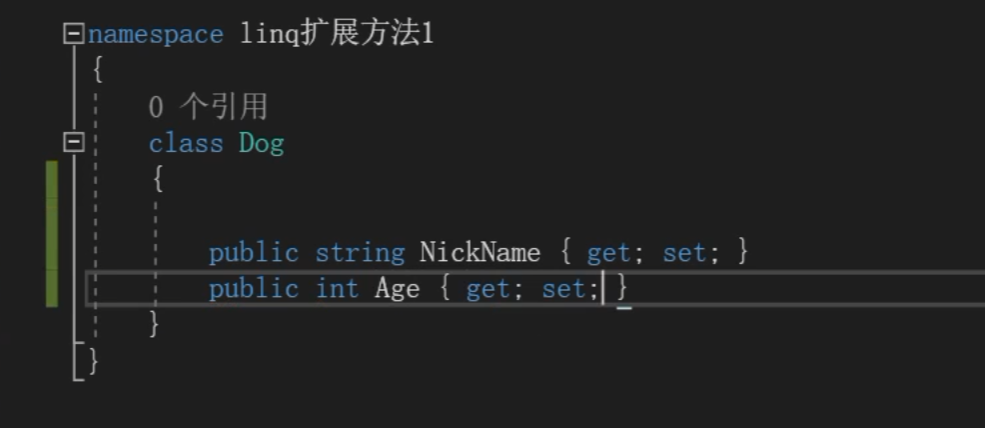 namespace linq扩展方法1
{
0 个引用
class Dog
{
public string NickName { get; set; }
public int Age { get; set; }
}
}